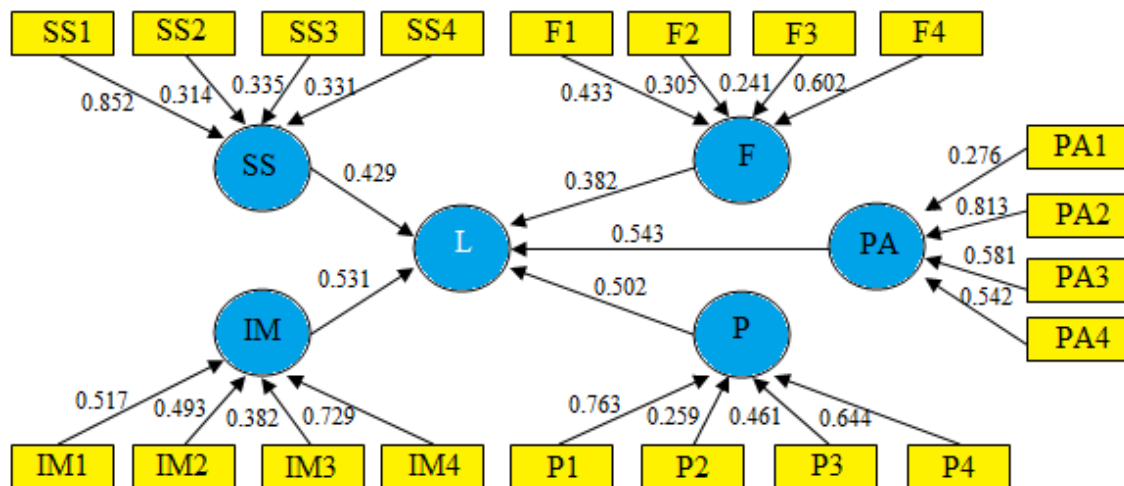 SS1 SS2 SS3 SS4 F1 F2 F3 F4
0.852 0.314 0.335 0.331 0.433 0.305 0.241 0.602
SS F
PA1
0.276
0.429 0.382
PA2
0.813
L 0.543 PA
0.581
PA3
0.531 0.502
0.542
IM P
PA4
0.517 0.493 0.382 0.729 0.763 0.259 0.461 0.644
IM1 IM2 IM3 IM4 P1 P2 P3 P4